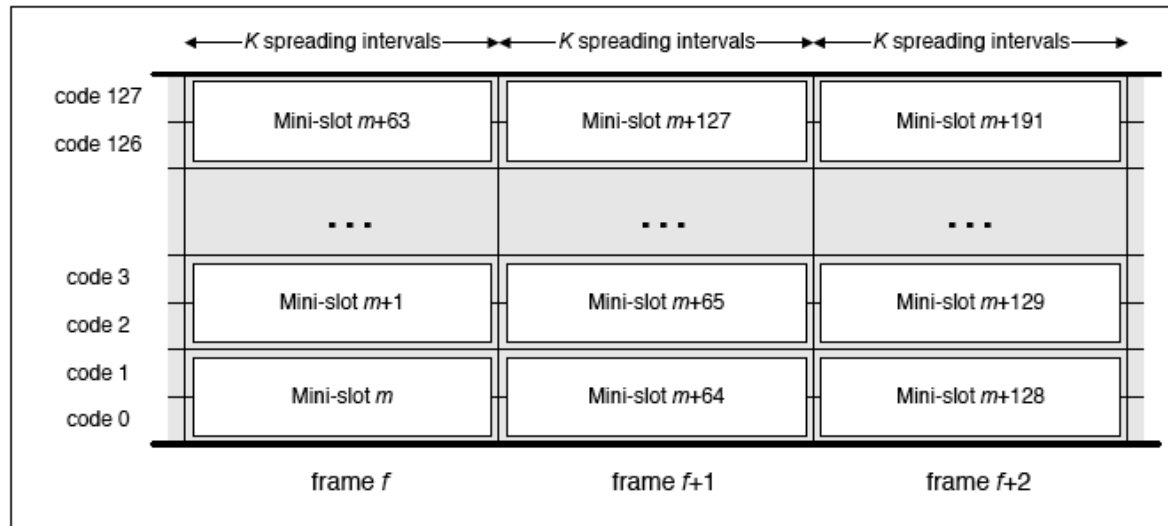 K spreading intervals K spreading intervals K spreading intervals
code 127
Mini-slot m+63 Mini-slot m+127 Mini-slot m+191
code 126
... ... ...
code 3
Mini-slot m+1 Mini-slot m+65 Mini-slot m+129
code 2
code 1
Mini-slot m Mini-slot m+64 Mini-slot m+128
code 0
frame f frame f+1 frame f+2